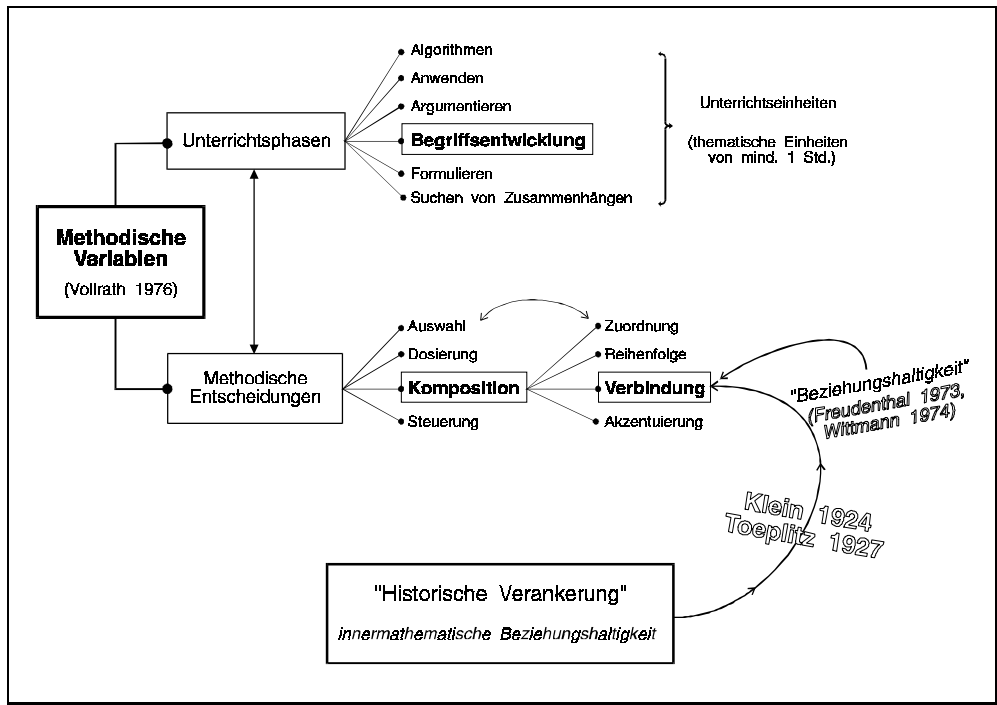 Algorithmen
Anwenden
Argumentieren
Begriffsentwicklung
Formulieren
Suchen von Zusammenhängen
Unterrichtseinheiten
(thematische Einheiten
von mind. 1 Std.)
Unterrichtsphasen
Methodische
Variablen
(Vollrath 1976)
Methodische
Entscheidungen
Auswahl
Dosierung
Komposition
Steuerung
Zuordnung
Reihenfolge
Verbindung
Akzentuierung
"Beziehungshaltigkeit"
(Freudenthal 1973,
Wittmann 1974)
Klein 1924
Toeplitz 1927
"Historische Verankerung"
innermathematische Beziehungshaltigkeit